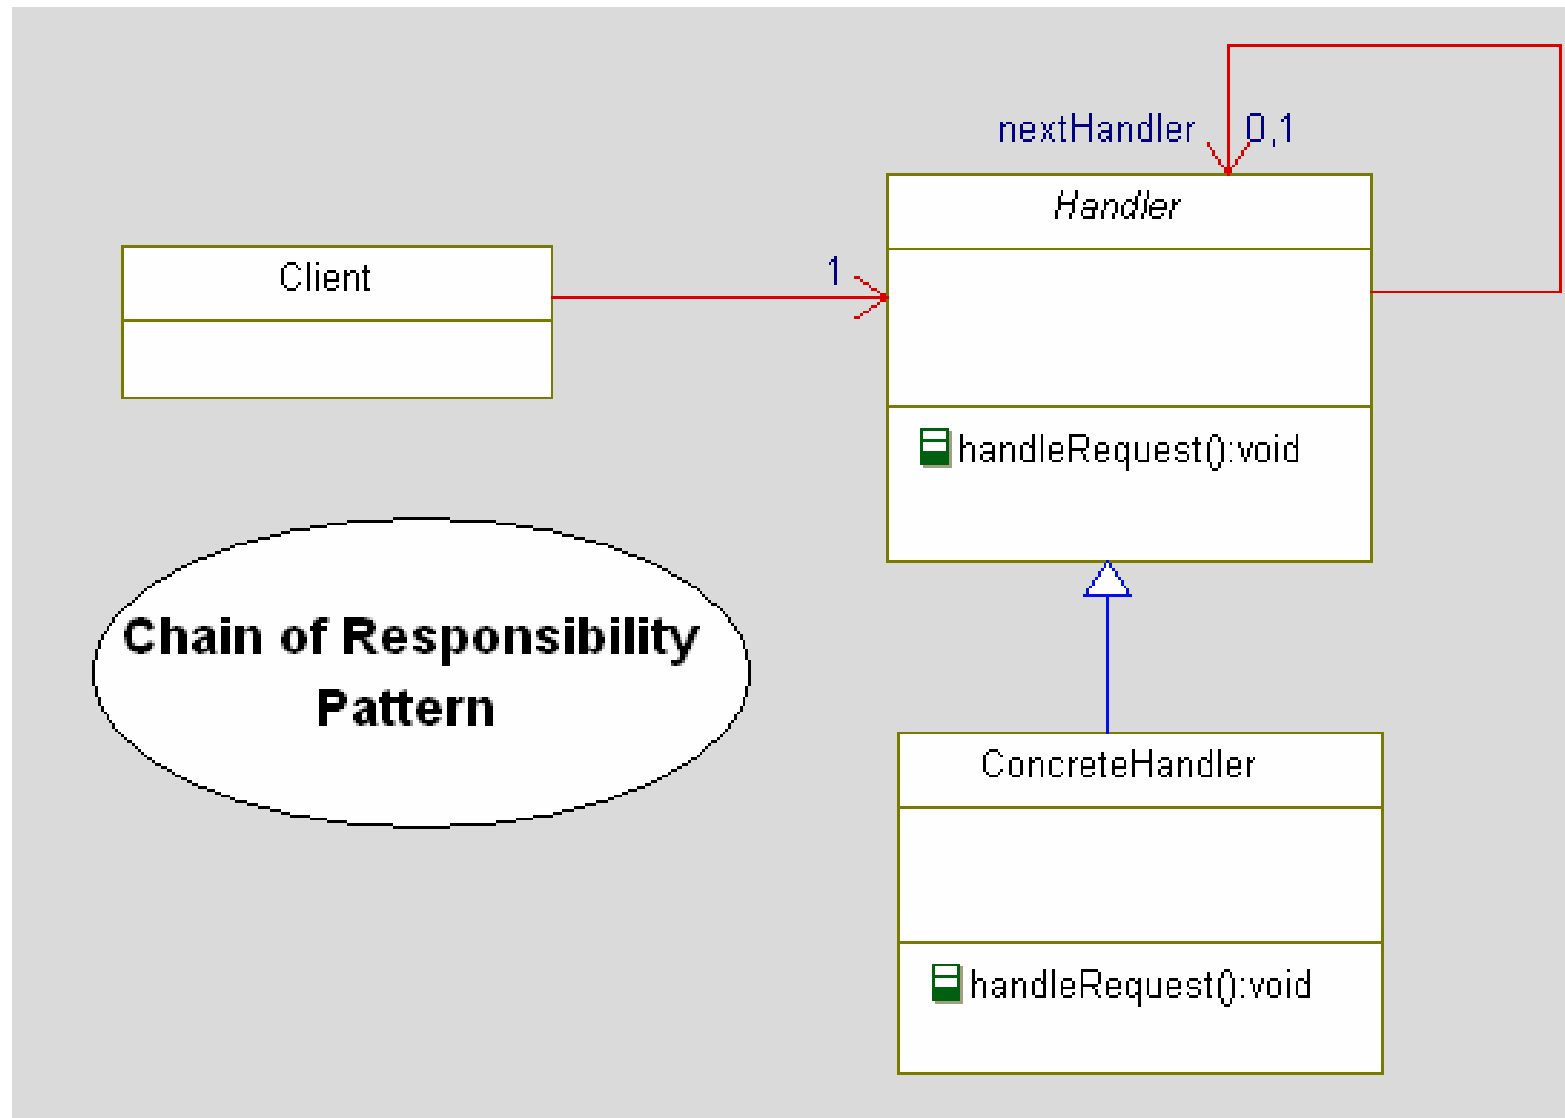 nextHandler 0,1
Handler
Client
1
handleRequest():void
Chain of Responsibility
Pattern
ConcreteHandler
handleRequest():void